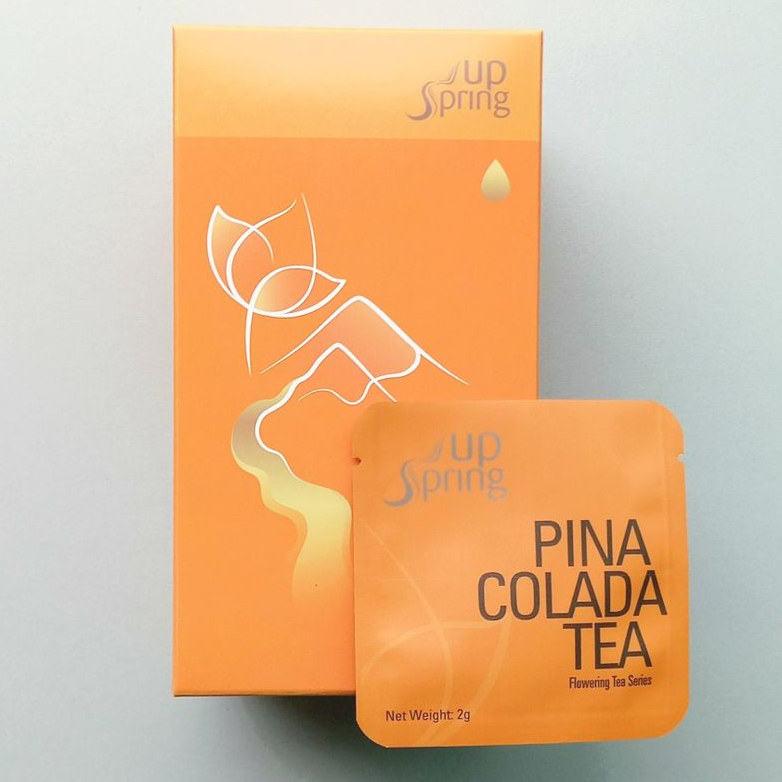 up
Spring
up
Spring
PINA
COLADA
TEA
Flowering Tea Series
Net Weight: 2g